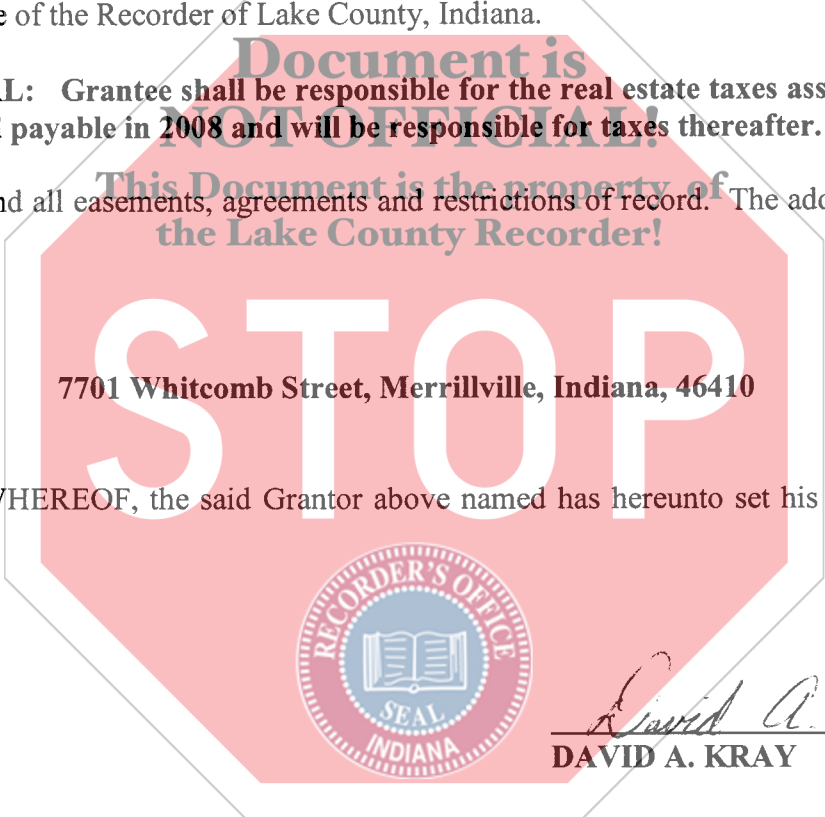 e of the Recorder of Lake County, Indiana.
Document is
AL: Grantee shall be responsible for the real estate taxes ass
NOT OFFICIAL!
payable in 2008 and will be responsible for taxes thereafter.
This Document is the property of
nd all easements, agreements and restrictions of record. The add
the Lake County Recorder!
STOP
7701 Whitcomb Street, Merrillville, Indiana, 46410
WHEREOF, the said Grantor above named has hereunto set his
RECORDER'S OFFICE
SEAL
INDIANA
David A.
DAVID A. KRAY